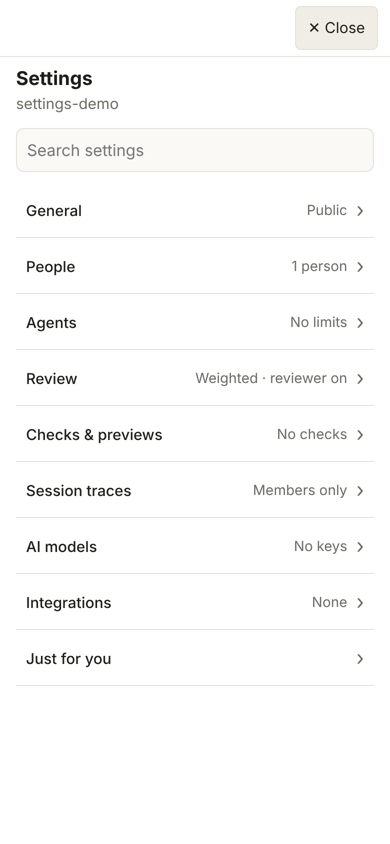 ✕ Close
Settings
settings-demo
Search settings
General Public
People 1 person
Agents No limits
Review Weighted · reviewer on
Checks & previews No checks
Session traces Members only
AI models No keys
Integrations None
Just for you